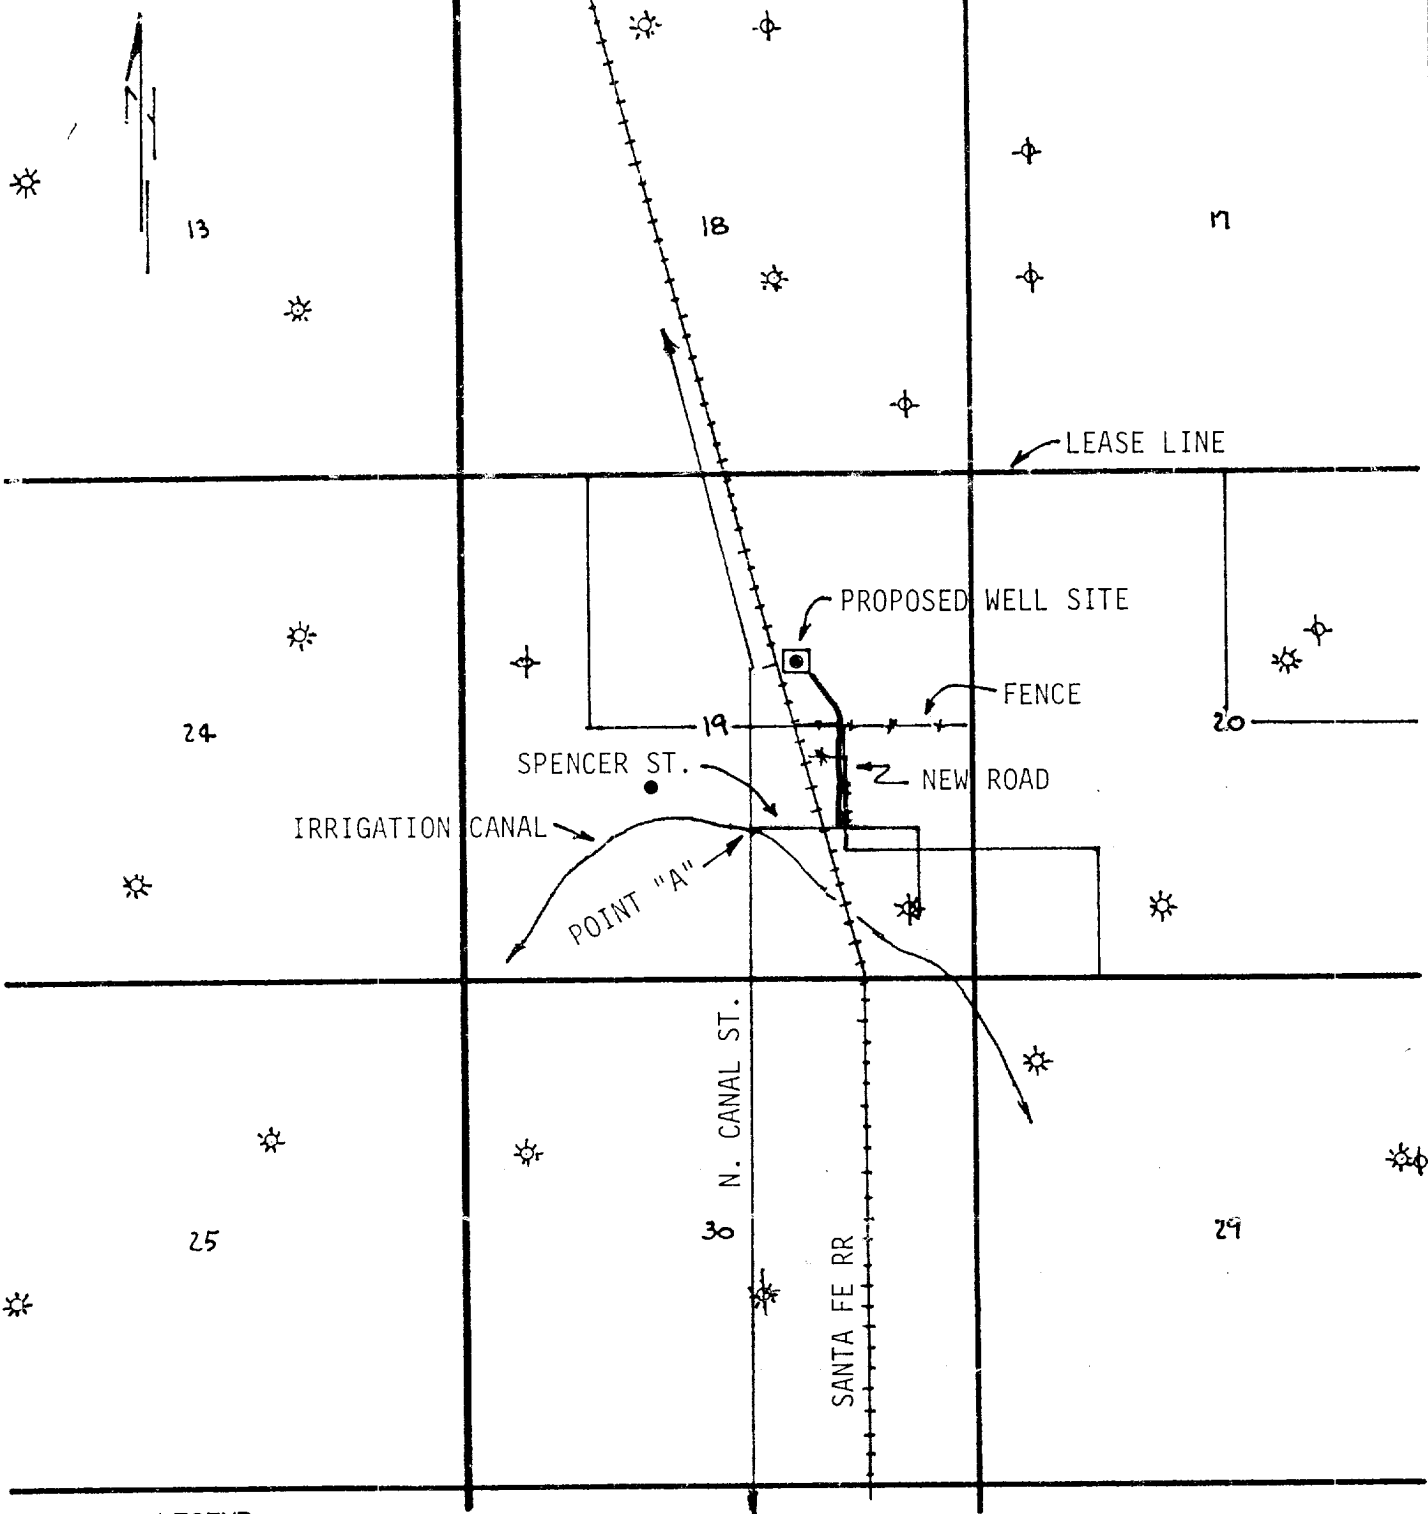 13
18
17
LEASE LINE
PROPOSED WELL SITE
FENCE
24
19
20
SPENCER ST.
NEW ROAD
IRRIGATION CANAL
POINT "A"
N. CANAL ST.
25
30
29
SANTA FE RR